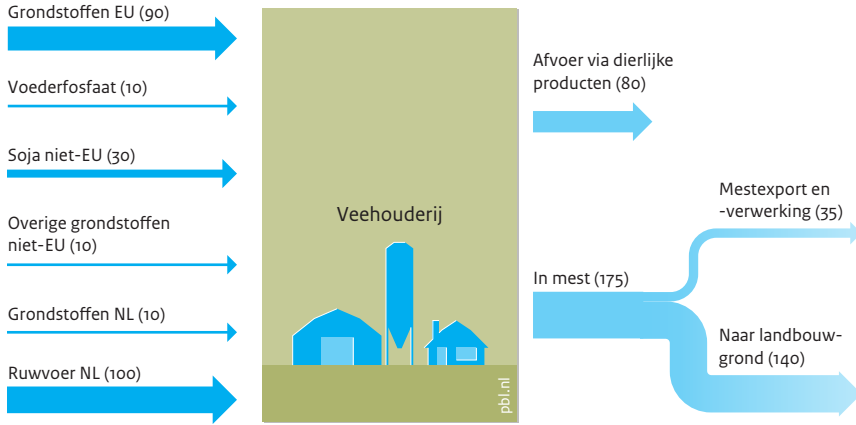 Grondstoffen EU (90)
Voederfosfaat (10)
Soja niet-EU (30)
Overige grondstoffen
niet-EU (10)
Grondstoffen NL (10)
Ruwvoer NL (100)
Veehouderij
pbl.nl
Afvoer via dierlijke
producten (80)
In mest (175)
Mestexport en
-verwerking (35)
Naar landbouw-
grond (140)